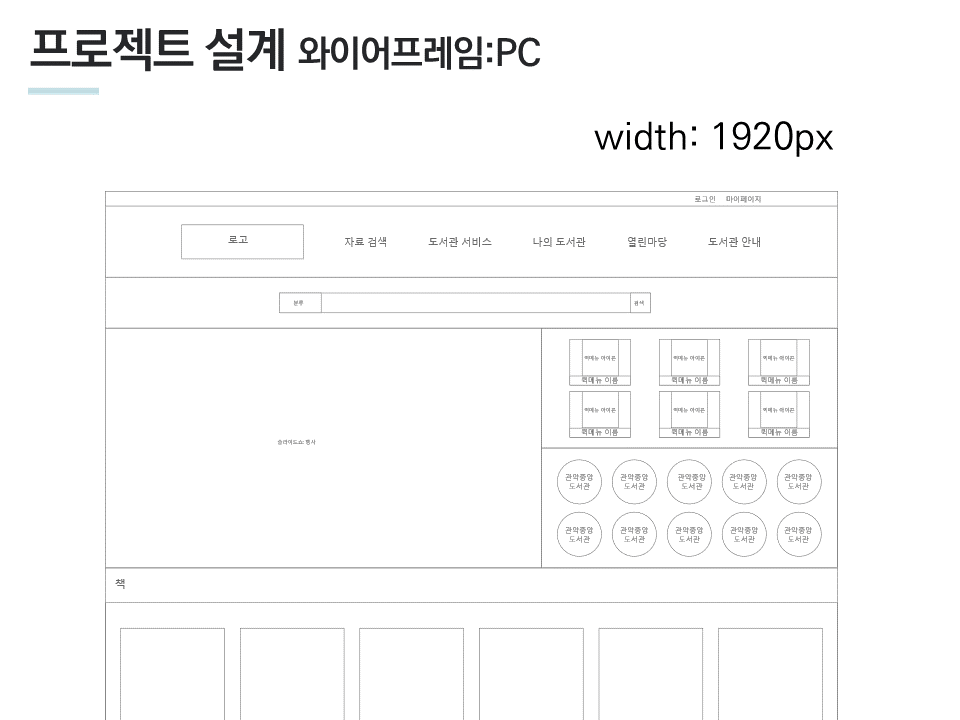 프로젝트 설계 와이어프레임:PC
width: 1920px
로그인 마이페이지
로고 자료 검색 도서관 서비스 나의 도서관 열린마당 도서관 안내
분류 검색
퀵메뉴 아이콘 퀵메뉴 아이콘 퀵메뉴 아이콘
퀵메뉴 이름 퀵메뉴 이름 퀵메뉴 이름
퀵메뉴 아이콘 퀵메뉴 아이콘 퀵메뉴 아이콘
퀵메뉴 이름 퀵메뉴 이름 퀵메뉴 이름
슬라이드쇼: 행사
관악중앙 관악중앙 관악중앙 관악중앙 관악중앙
도서관 도서관 도서관 도서관 도서관
관악중앙 관악중앙 관악중앙 관악중앙 관악중앙
도서관 도서관 도서관 도서관 도서관
책